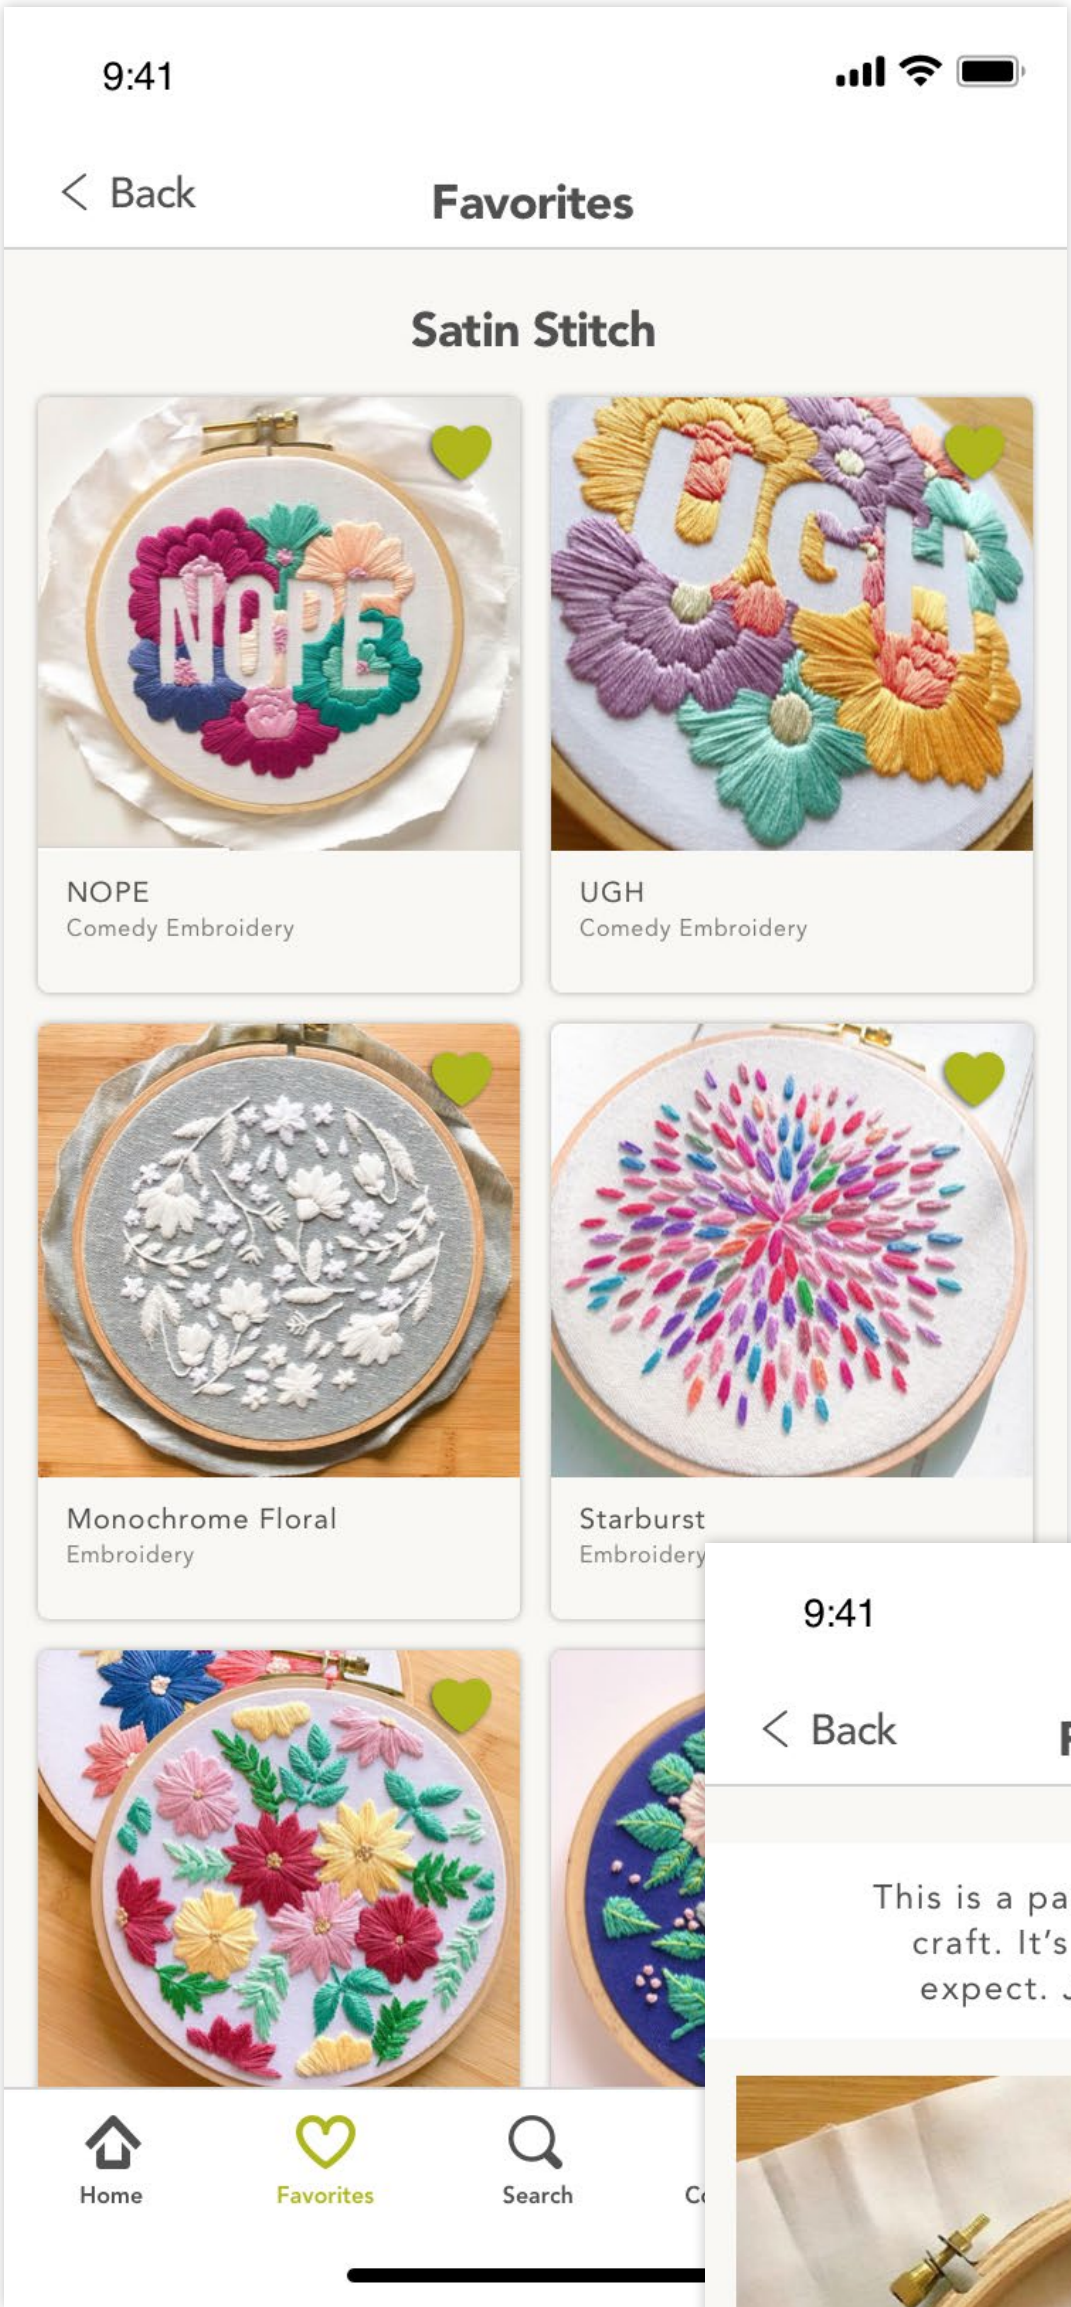 9:41
Back
Favorites
Satin Stitch
NOPE
UGH
NOPE
Comedy Embroidery
UGH
Comedy Embroidery
Monochrome Floral
Embroidery
Starburst
Embroidery
Home
Favorites
Search
9:41
Back
This is a
craft. It's
expect.